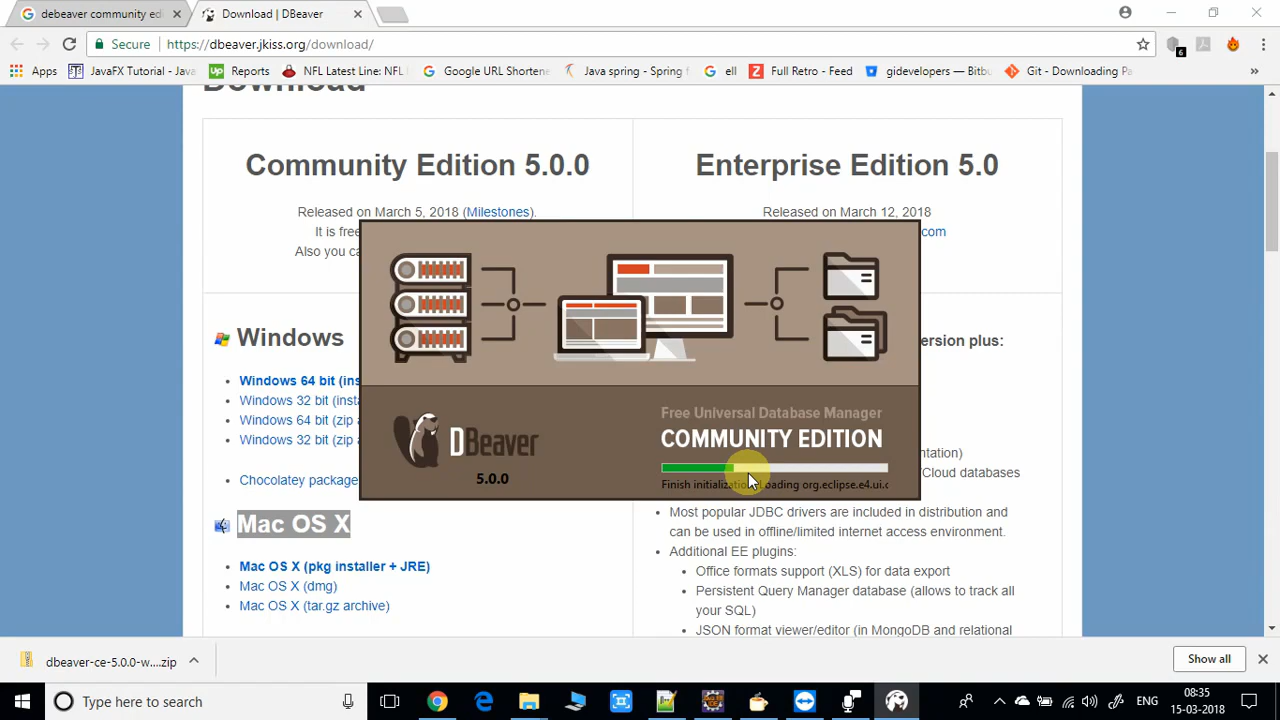 debeaver community edi
Download | DBeaver
Secure
https://dbeaver.jkiss.org/download/
6
Apps
JavaFX Tutorial - Java
Reports
NFL Latest Line: NFL
Google URL Shortene
Java spring - Spring f
ell
Full Retro - Feed
gidevelopers — Bitbu
Git - Downloading Pa
Download
Community Edition 5.0.0
Released on March 5, 2018 (Milestones).
It is free
Also you ca
Enterprise Edition 5.0
Released on March 12, 2018
com
Windows
Windows 64 bit (ins
Windows 32 bit (insta
Windows 64 bit (zip a
Windows 32 bit (zip a
Chocolatey package
Mac OS X
Mac OS X (pkg installer + JRE)
Mac OS X (dmg)
Mac OS X (tar.gz archive)
ersion plus:
ntation)
Cloud databases
Most popular JDBC drivers are included in distribution and
can be used in offline/limited internet access environment.
Additional EE plugins:
Office formats support (XLS) for data export
Persistent Query Manager database (allows to track all
your SQL)
JSON format viewer/editor (in MongoDB and relational
DBeaver
5.0.0
Free Universal Database Manager
COMMUNITY EDITION
Finish initialization Loading org.eclipse.e4.ui.c
dbeaver-ce-5.0.0-w....zip
Show all
Type here to search
ENG
08:35
15-03-2018